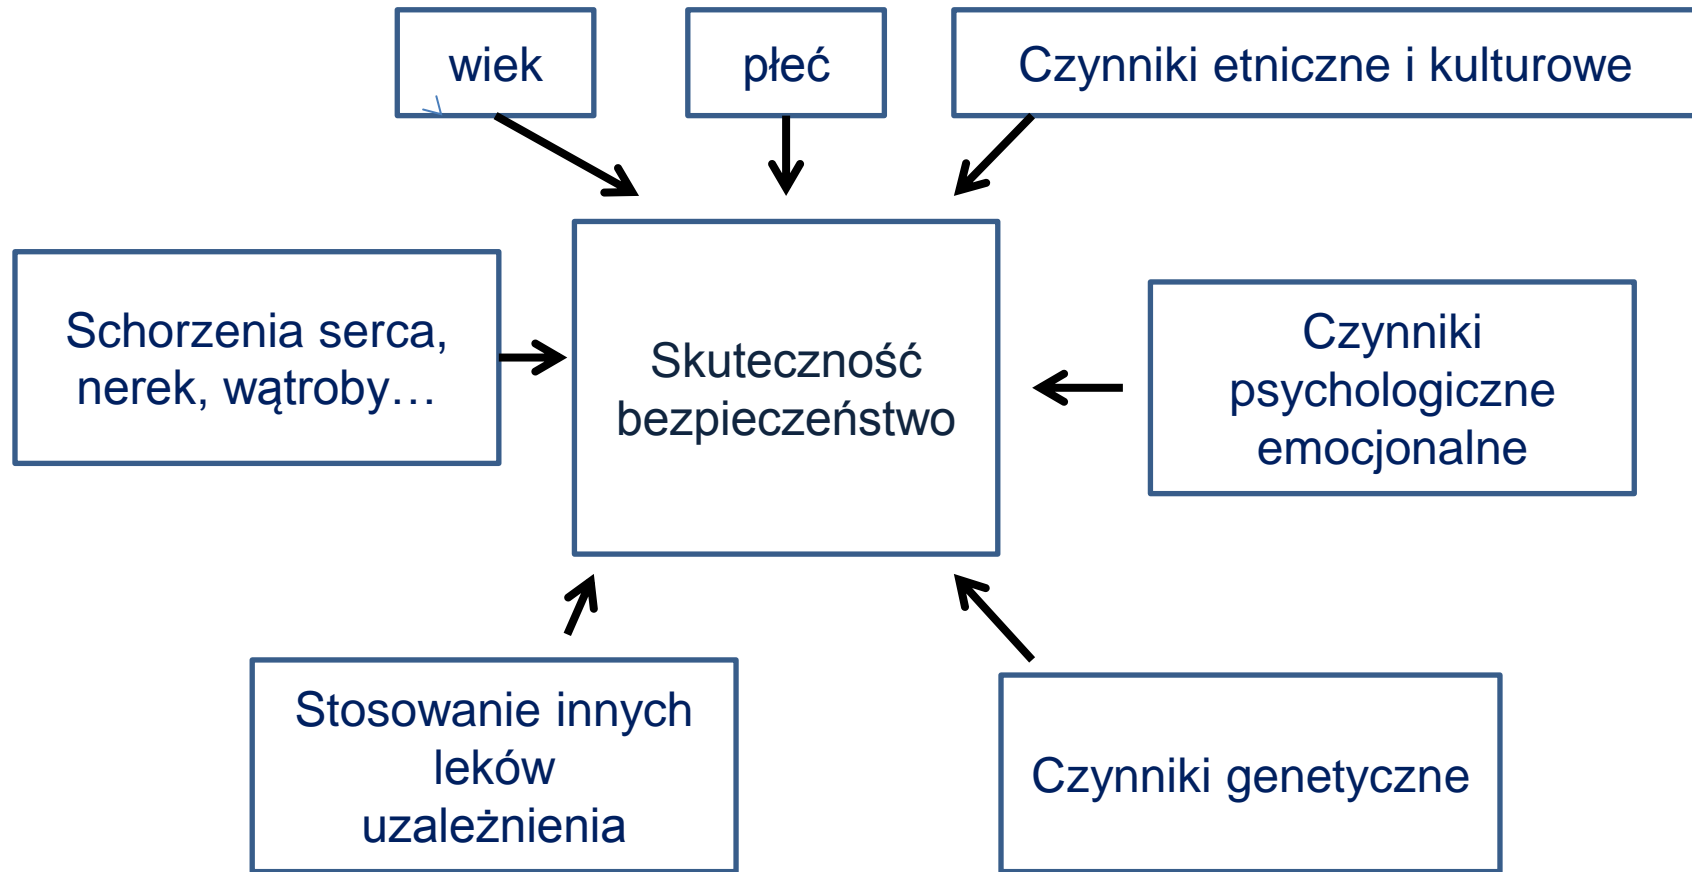 wiek
płeć
Czynniki etniczne i kulturowe
Schorzenia serca,
nerek, wątroby…
Skuteczność
bezpieczeństwo
Czynniki
psychologiczne
emocjonalne
Stosowanie innych
leków
uzależnienia
Czynniki genetyczne